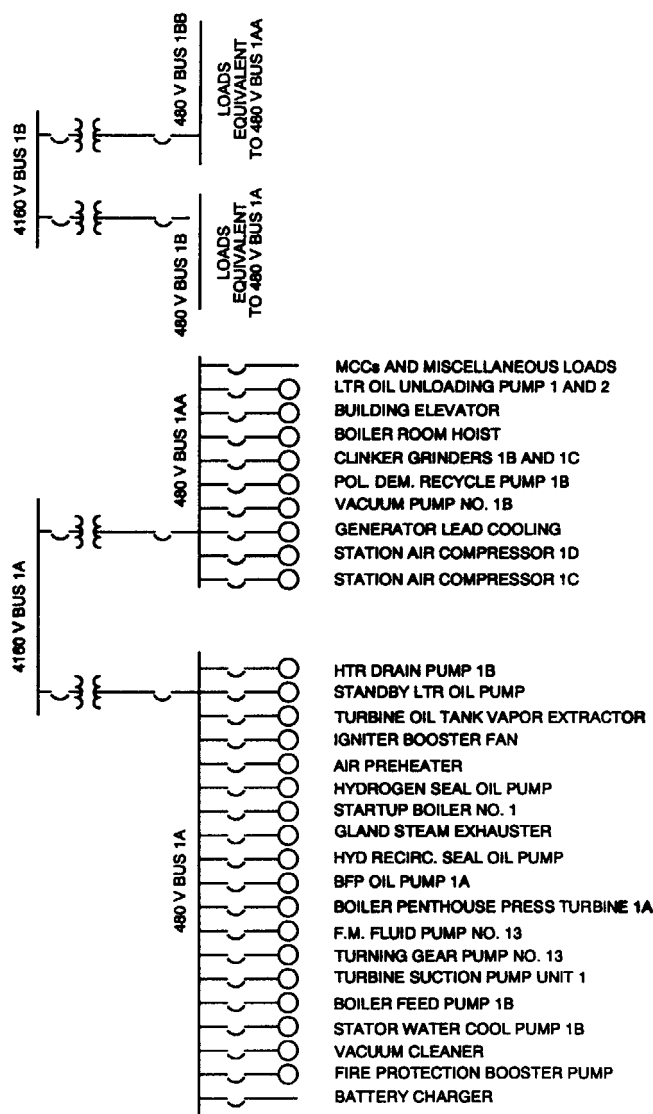 4160 V BUS 1B
480 V BUS 1BB
LOADS
EQUIVALENT
TO 480 V BUS 1AA
480 V BUS 1B
LOADS
EQUIVALENT
TO 480 V BUS 1A
4160 V BUS 1A
480 V BUS 1AA
MCCs AND MISCELLANEOUS LOADS
LTR OIL UNLOADING PUMP 1 AND 2
BUILDING ELEVATOR
BOILER ROOM HOIST
CLINKER GRINDERS 1B AND 1C
POL. DEM. RECYCLE PUMP 1B
VACUUM PUMP NO. 1B
GENERATOR LEAD COOLING
STATION AIR COMPRESSOR 1D
STATION AIR COMPRESSOR 1C
480 V BUS 1A
HTR DRAIN PUMP 1B
STANDBY LTR OIL PUMP
TURBINE OIL TANK VAPOR EXTRACTOR
IGNITER BOOSTER FAN
AIR PREHEATER
HYDROGEN SEAL OIL PUMP
STARTUP BOILER NO. 1
GLAND STEAM EXHAUSTER
HYD RECIRC. SEAL OIL PUMP
BFP OIL PUMP 1A
BOILER PENTHOUSE PRESS TURBINE 1A
F.M. FLUID PUMP NO. 13
TURNING GEAR PUMP NO. 13
TURBINE SUCTION PUMP UNIT 1
BOILER FEED PUMP 1B
STATOR WATER COOL PUMP 1B
VACUUM CLEANER
FIRE PROTECTION BOOSTER PUMP
BATTERY CHARGER